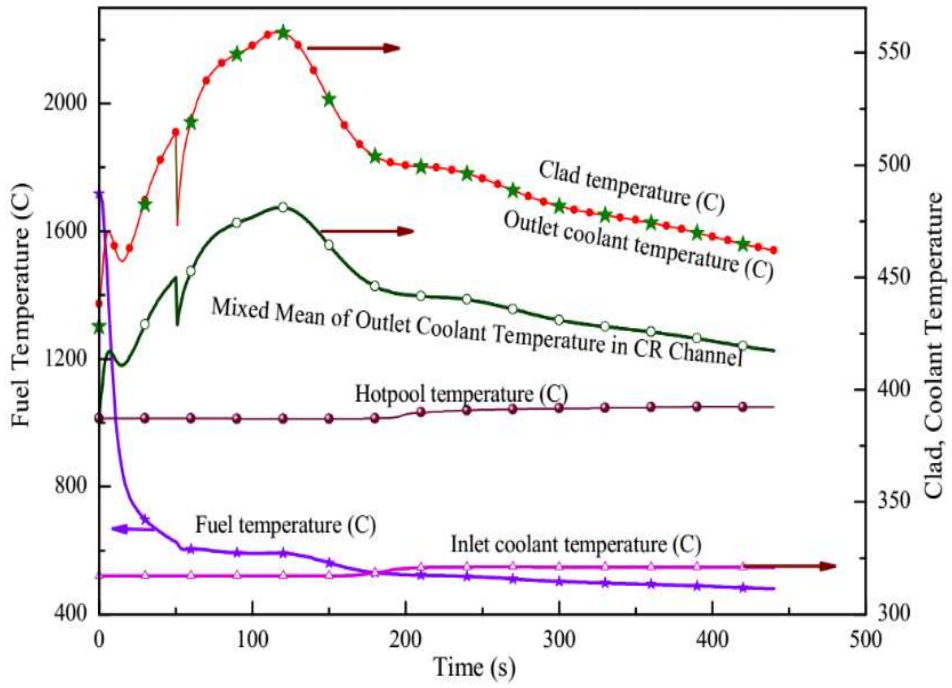 2000
1600
1200
800
400
Fuel Temperature (C)
550
500
450
400
350
300
Clad, Coolant Temperature
Clad temperature (C)
Outlet coolant temperature (C)
Mixed Mean of Outlet Coolant Temperature in CR Channel
Hotpool temperature (C)
Fuel temperature (C)
Inlet coolant temperature (C)
0
100
200
300
400
500
Time (s)